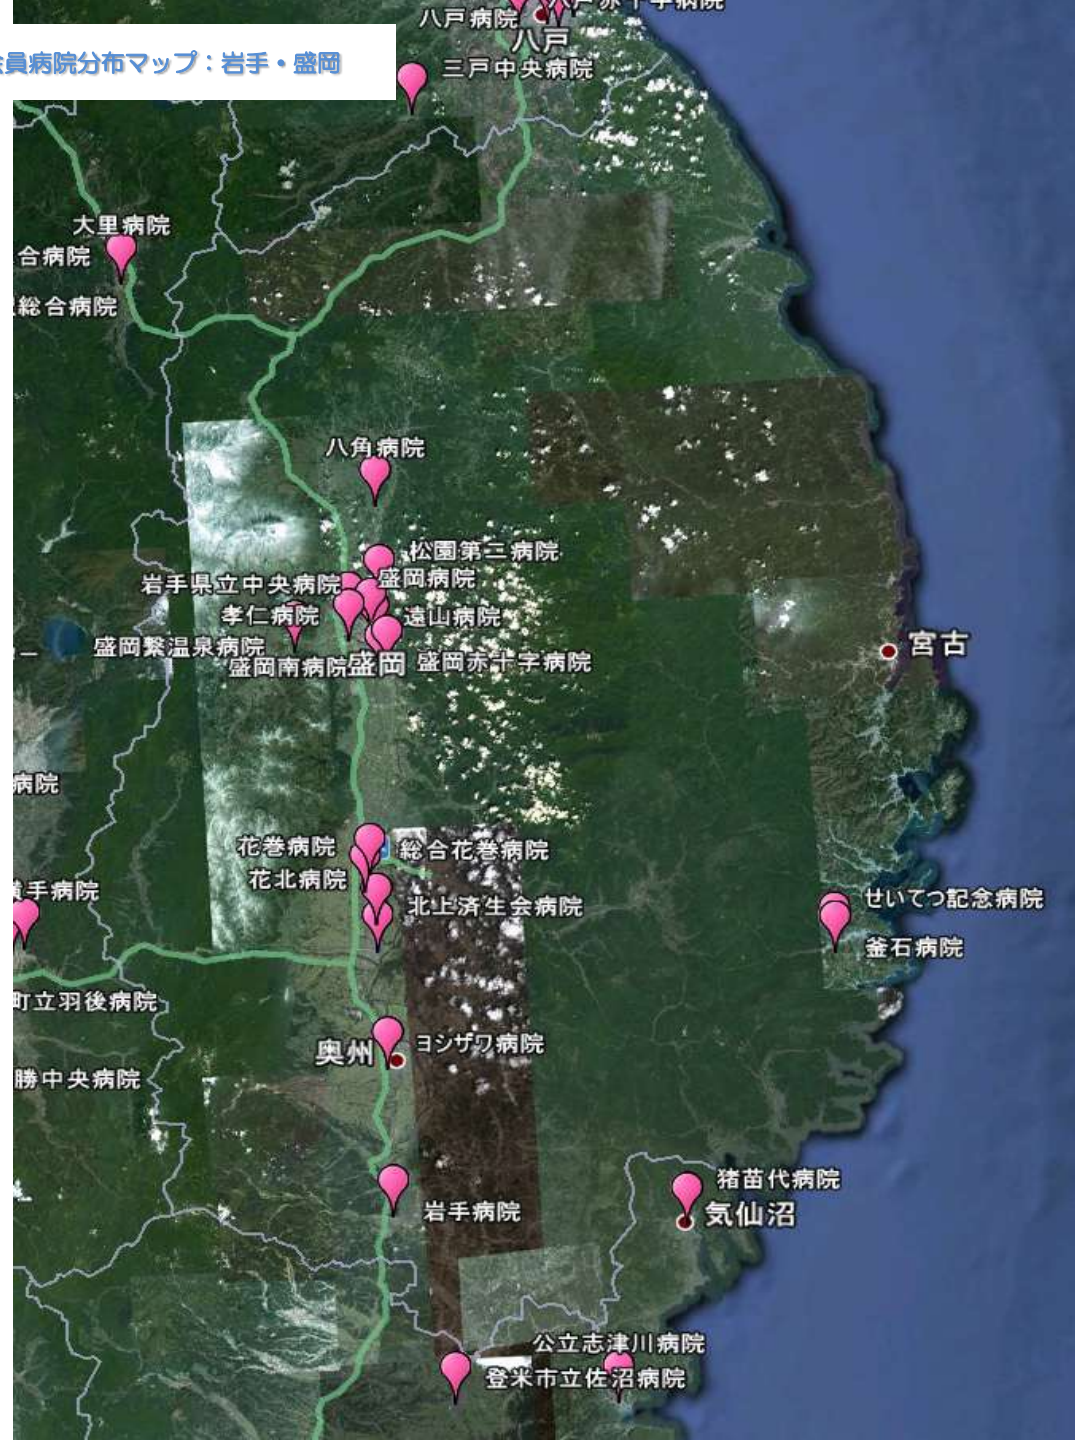 八戸病院
八戸赤十字病院
八戸
員病院分布マップ：岩手・盛岡
三戸中央病院
大里病院
合病院
総合病院
八角病院
松園第二病院
岩手県立中央病院
盛岡病院
孝仁病院
遠山病院
盛岡繋温泉病院
盛岡南病院
盛岡
盛岡赤十字病院
宮古
病院
花巻病院
総合花巻病院
花北病院
手病院
北上済生会病院
せいてつ記念病院
釜石病院
町立羽後病院
奥州
ヨシザワ病院
勝中央病院
猪苗代病院
気仙沼
岩手病院
公立志津川病院
登米市立佐沼病院